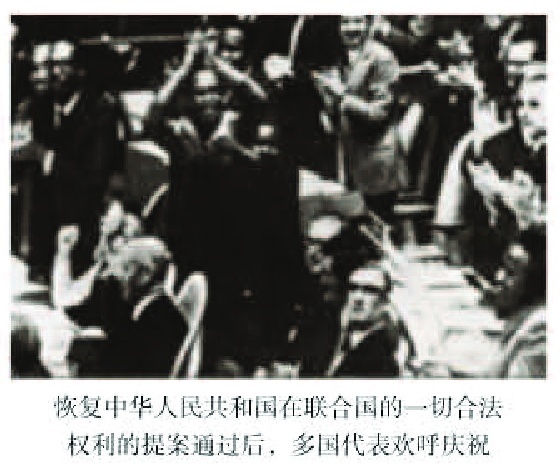 恢复中华人民共和国在联合国的一切合法
权利的提案通过后，多国代表欢呼庆祝